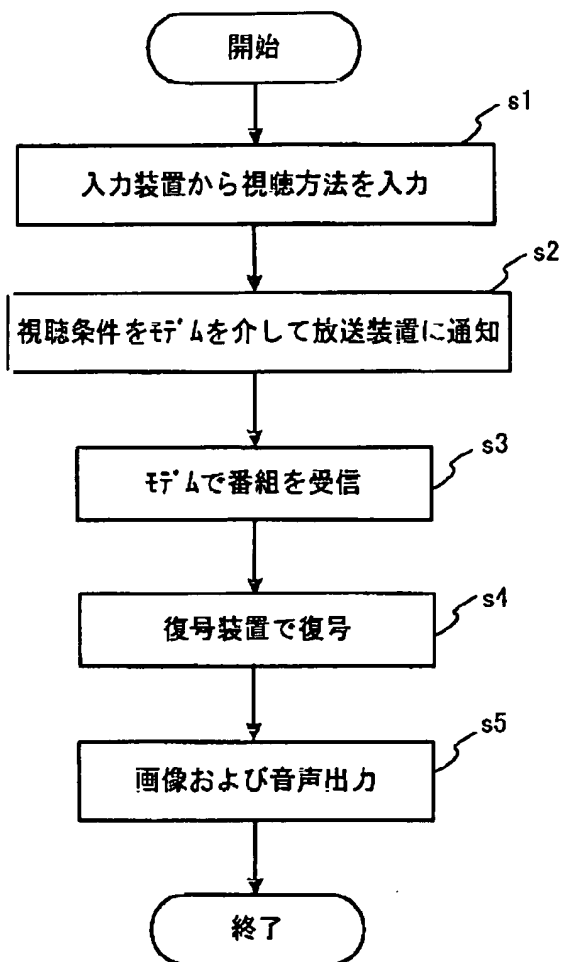 開始
s1
入力装置から視聴方法を入力
s2
視聴条件をﾓﾃﾞﾑを介して放送装置に通知
s3
ﾓﾃﾞﾑで番組を受信
s4
復号装置で復号
s5
画像および音声出力
終了